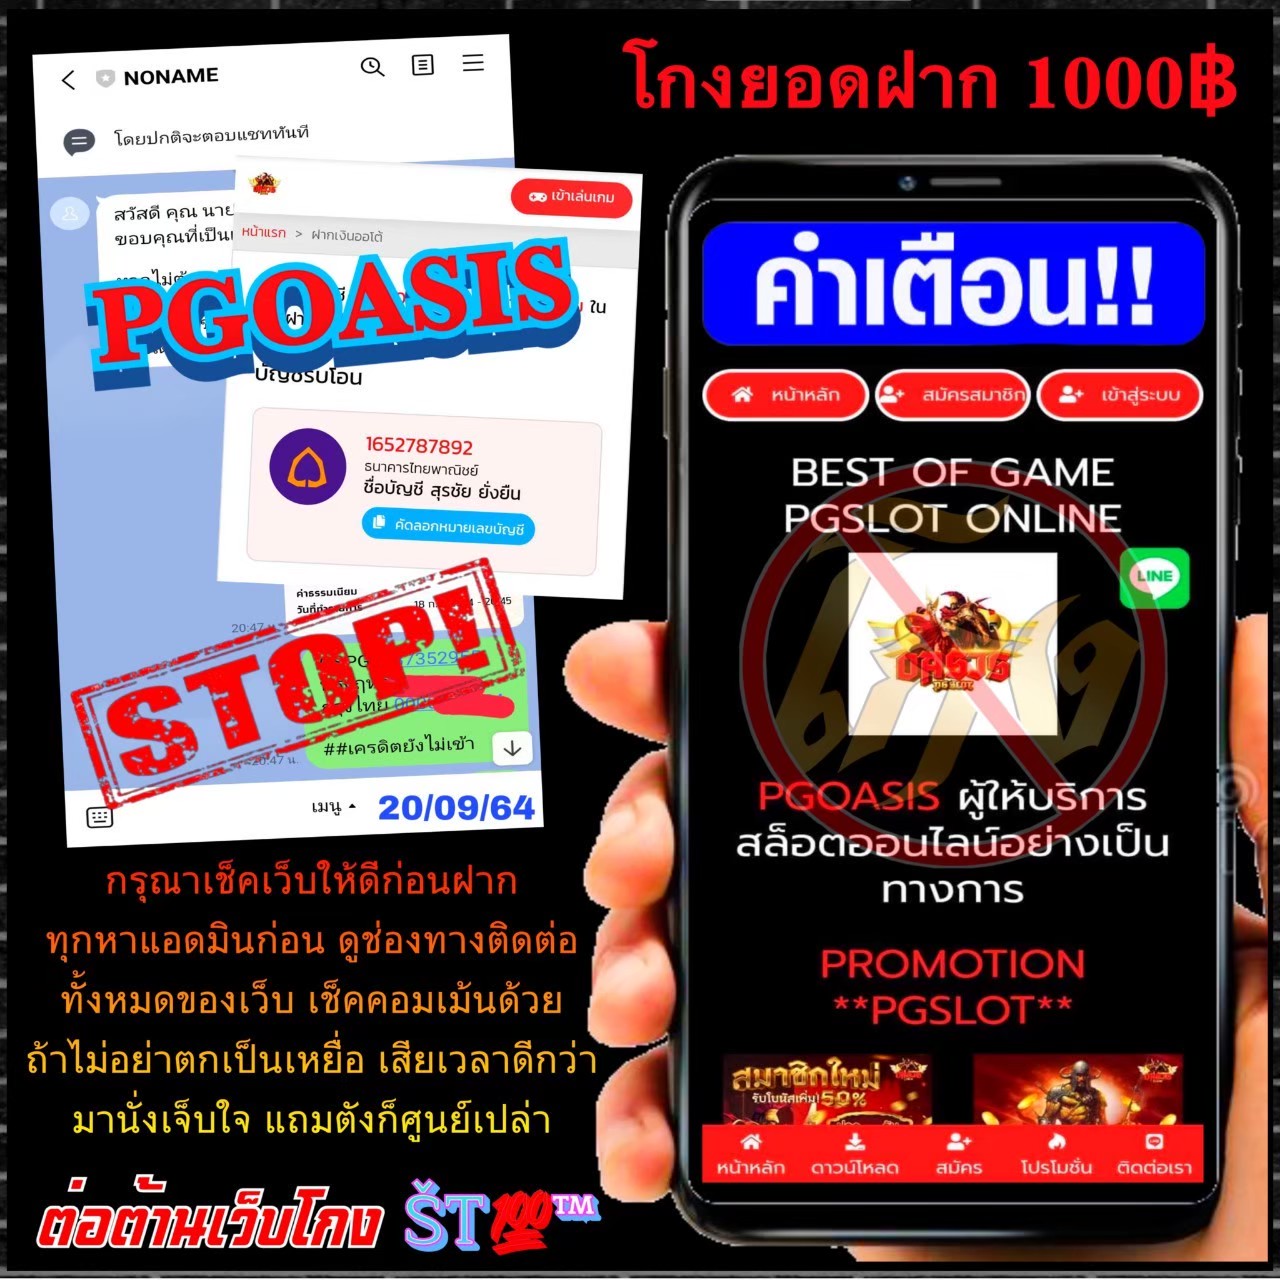 โกงยอดฝาก 1000฿
NONAME
โดยปกติจะตอบแชททันที
สวัสดี คุณ นาย
ขอบคุณที่เป็น
เข้าเล่นเกม
หน้าแรก > ฝากเงินออโต้
ใน
PGOASIS
บัญชีรับโอน
1652787892
ธนาคารไทยพาณิชย์
ชื่อบัญชี สุรชัย ยั่งยืน
คัดลอกหมายเลขบัญชี
ค่าธรรมเนียม
วันที่ทำรายการ
20:47 น.
STOP!
##เครดิตยังไม่เข้า
20:47 น.
เมนู
20/09/64
กรุณาเช็คเว็บให้ดีก่อนฝาก
ทุกหาแอดมินก่อน ดูช่องทางติดต่อ
ทั้งหมดของเว็บ เช็คคอมเม้นด้วย
ถ้าไม่อย่าตกเป็นเหยื่อ เสียเวลาดีกว่า
มานั่งเจ็บใจ แถมตังก็ศูนย์เปล่า
ต่อต้านเว็บโกง ŠT💯™
คำเตือน!!
หน้าหลัก สมัครสมาชิก เข้าสู่ระบบ
BEST OF GAME
PGSLOT ONLINE
LINE
OASIS
PG SLOT
โกง
PGOASIS ผู้ให้บริการ
สล็อตออนไลน์อย่างเป็น
ทางการ
PROMOTION
**PGSLOT**
สมาชิกใหม่
รับโบนัสเพิ่ม 50%
หน้าหลัก ดาวน์โหลด สมัคร โปรโมชั่น ติดต่อเรา